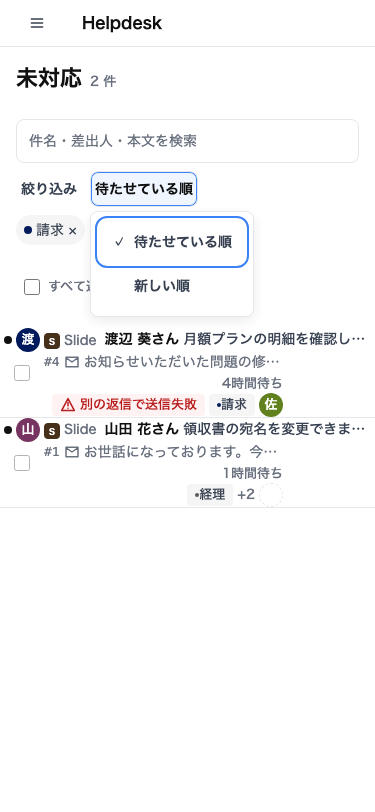 Helpdesk
未対応 2 件
件名・差出人・本文を検索
絞り込み 待たせている順
請求 ×
✓ 待たせている順
新しい順
すべて
渡 s Slide 渡辺 葵さん 月額プランの明細を確認し…
#4 お知らせいただいた問題の修…
4時間待ち
別の返信で送信失敗 •請求 佐
山 s Slide 山田 花さん 領収書の宛名を変更できま…
#1 お世話になっております。今…
1時間待ち
•経理 +2